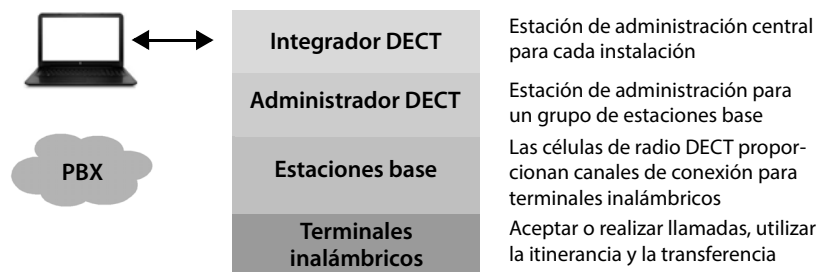 Integrador DECT
Estación de administración central
para cada instalación
Administrador DECT
Estación de administración para
un grupo de estaciones base
PBX
Estaciones base
Las células de radio DECT propor-
cionan canales de conexión para
terminales inalámbricos
Terminales
inalámbricos
Aceptar o realizar llamadas, utilizar
la itinerancia y la transferencia